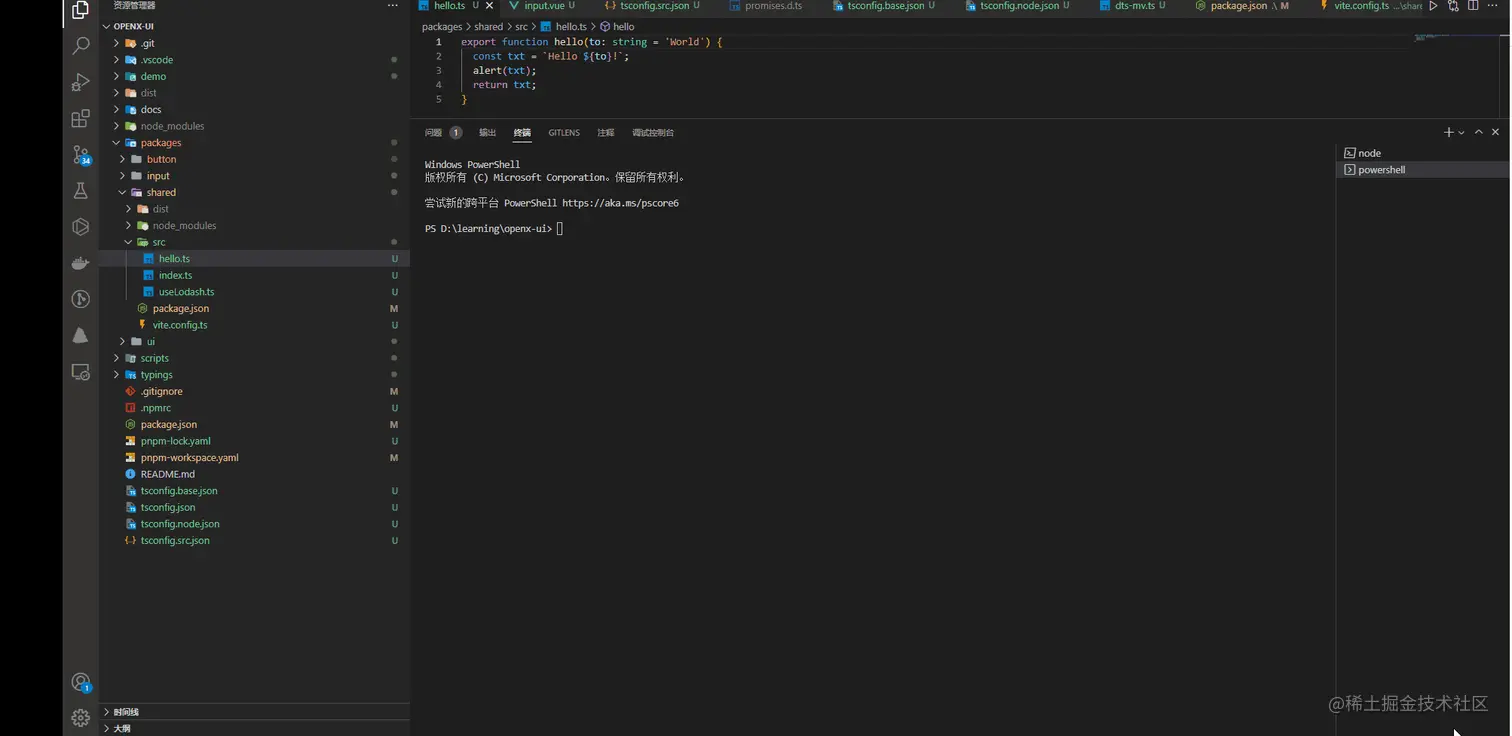 资源管理器
OPENX-UI
.git
.vscode
demo
dist
docs
node_modules
packages
button
input
shared
dist
node_modules
src
hello.ts U
index.ts U
useLodash.ts U
package.json M
vite.config.ts U
ui
scripts
typings
.gitignore M
.npmrc U
package.json M
pnpm-lock.yaml U
pnpm-workspace.yaml M
README.md
tsconfig.base.json U
tsconfig.json U
tsconfig.node.json U
tsconfig.src.json U
时间线
大纲
34
1
hello.ts U input.vue U tsconfig.src.json U promises.d.ts tsconfig.base.json U tsconfig.node.json U dts-mv.ts U package.json .\ M vite.config.ts ...\shared
packages > shared > src > hello.ts > hello
1 export function hello(to: string = 'World') {
2 const txt = `Hello ${to}!`;
3 alert(txt);
4 return txt;
5 }
问题 1 输出 终端 GITLENS 注释 调试控制台
Windows PowerShell
版权所有 (C) Microsoft Corporation。保留所有权利。
尝试新的跨平台 PowerShell https://aka.ms/pscore6
PS D:\learning\openx-ui>
node
powershell
@稀土掘金技术社区